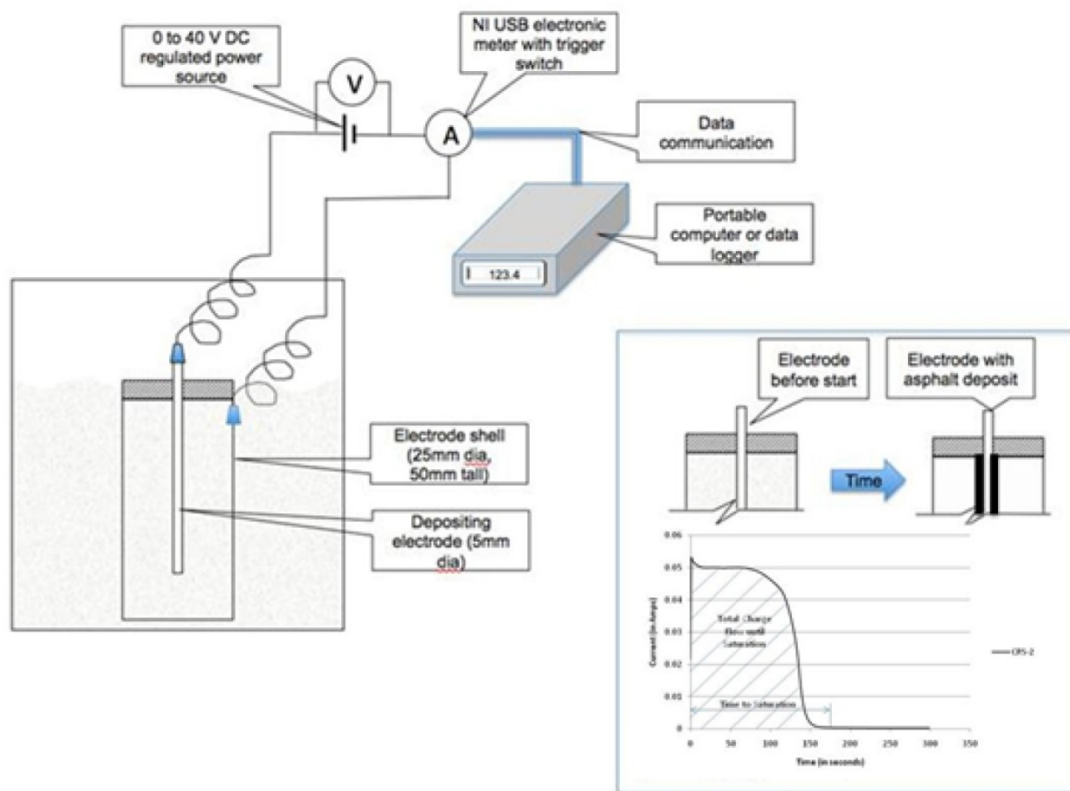 0 to 40 V DC
regulated power
source
V
NI USB electronic
meter with trigger
switch
A
Data
communication
Portable
computer or data
logger
123.4
Electrode shell
(25mm dia,
50mm tall)
Depositing
electrode (5mm
dia)
Electrode
before start
Electrode with
asphalt deposit
Time
0.06
0.05
0.04
0.03
0.02
0.01
0
Current (in Amps)
Total Charge
flow until
Saturation
Time to Saturation
CRS-2
0
50
100
150
200
250
300
350
Time (in seconds)